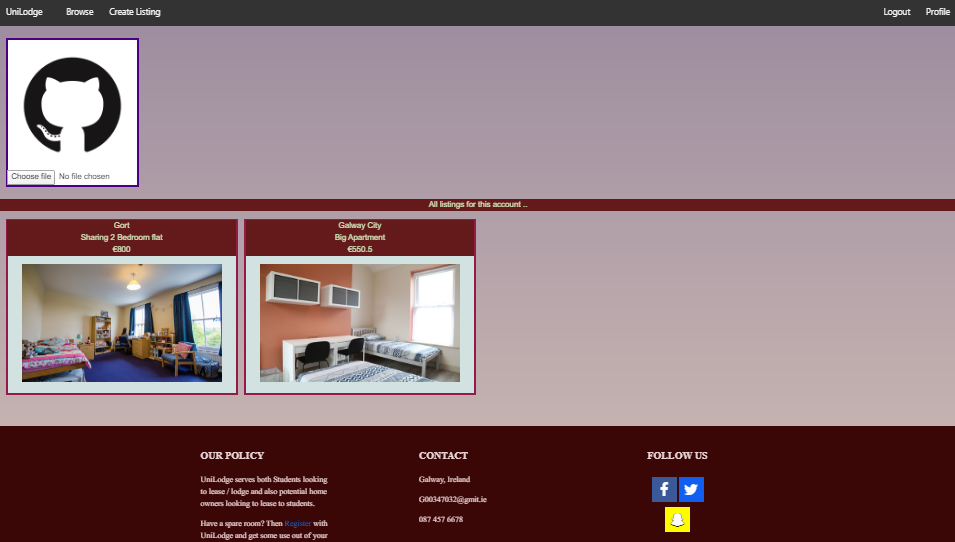 UniLodge Browse Create Listing Logout Profile
Choose file No file chosen
All listings for this account ..
Gort
Sharing 2 Bedroom flat
€800
Galway City
Big Apartment
€550.5
OUR POLICY
UniLodge serves both Students looking
to lease / lodge and also potential home
owners looking to lease to students.
Have a spare room? Then Register with
UniLodge and get some use out of your
CONTACT
Galway, Ireland
G00347032@gmit.ie
087 457 6678
FOLLOW US